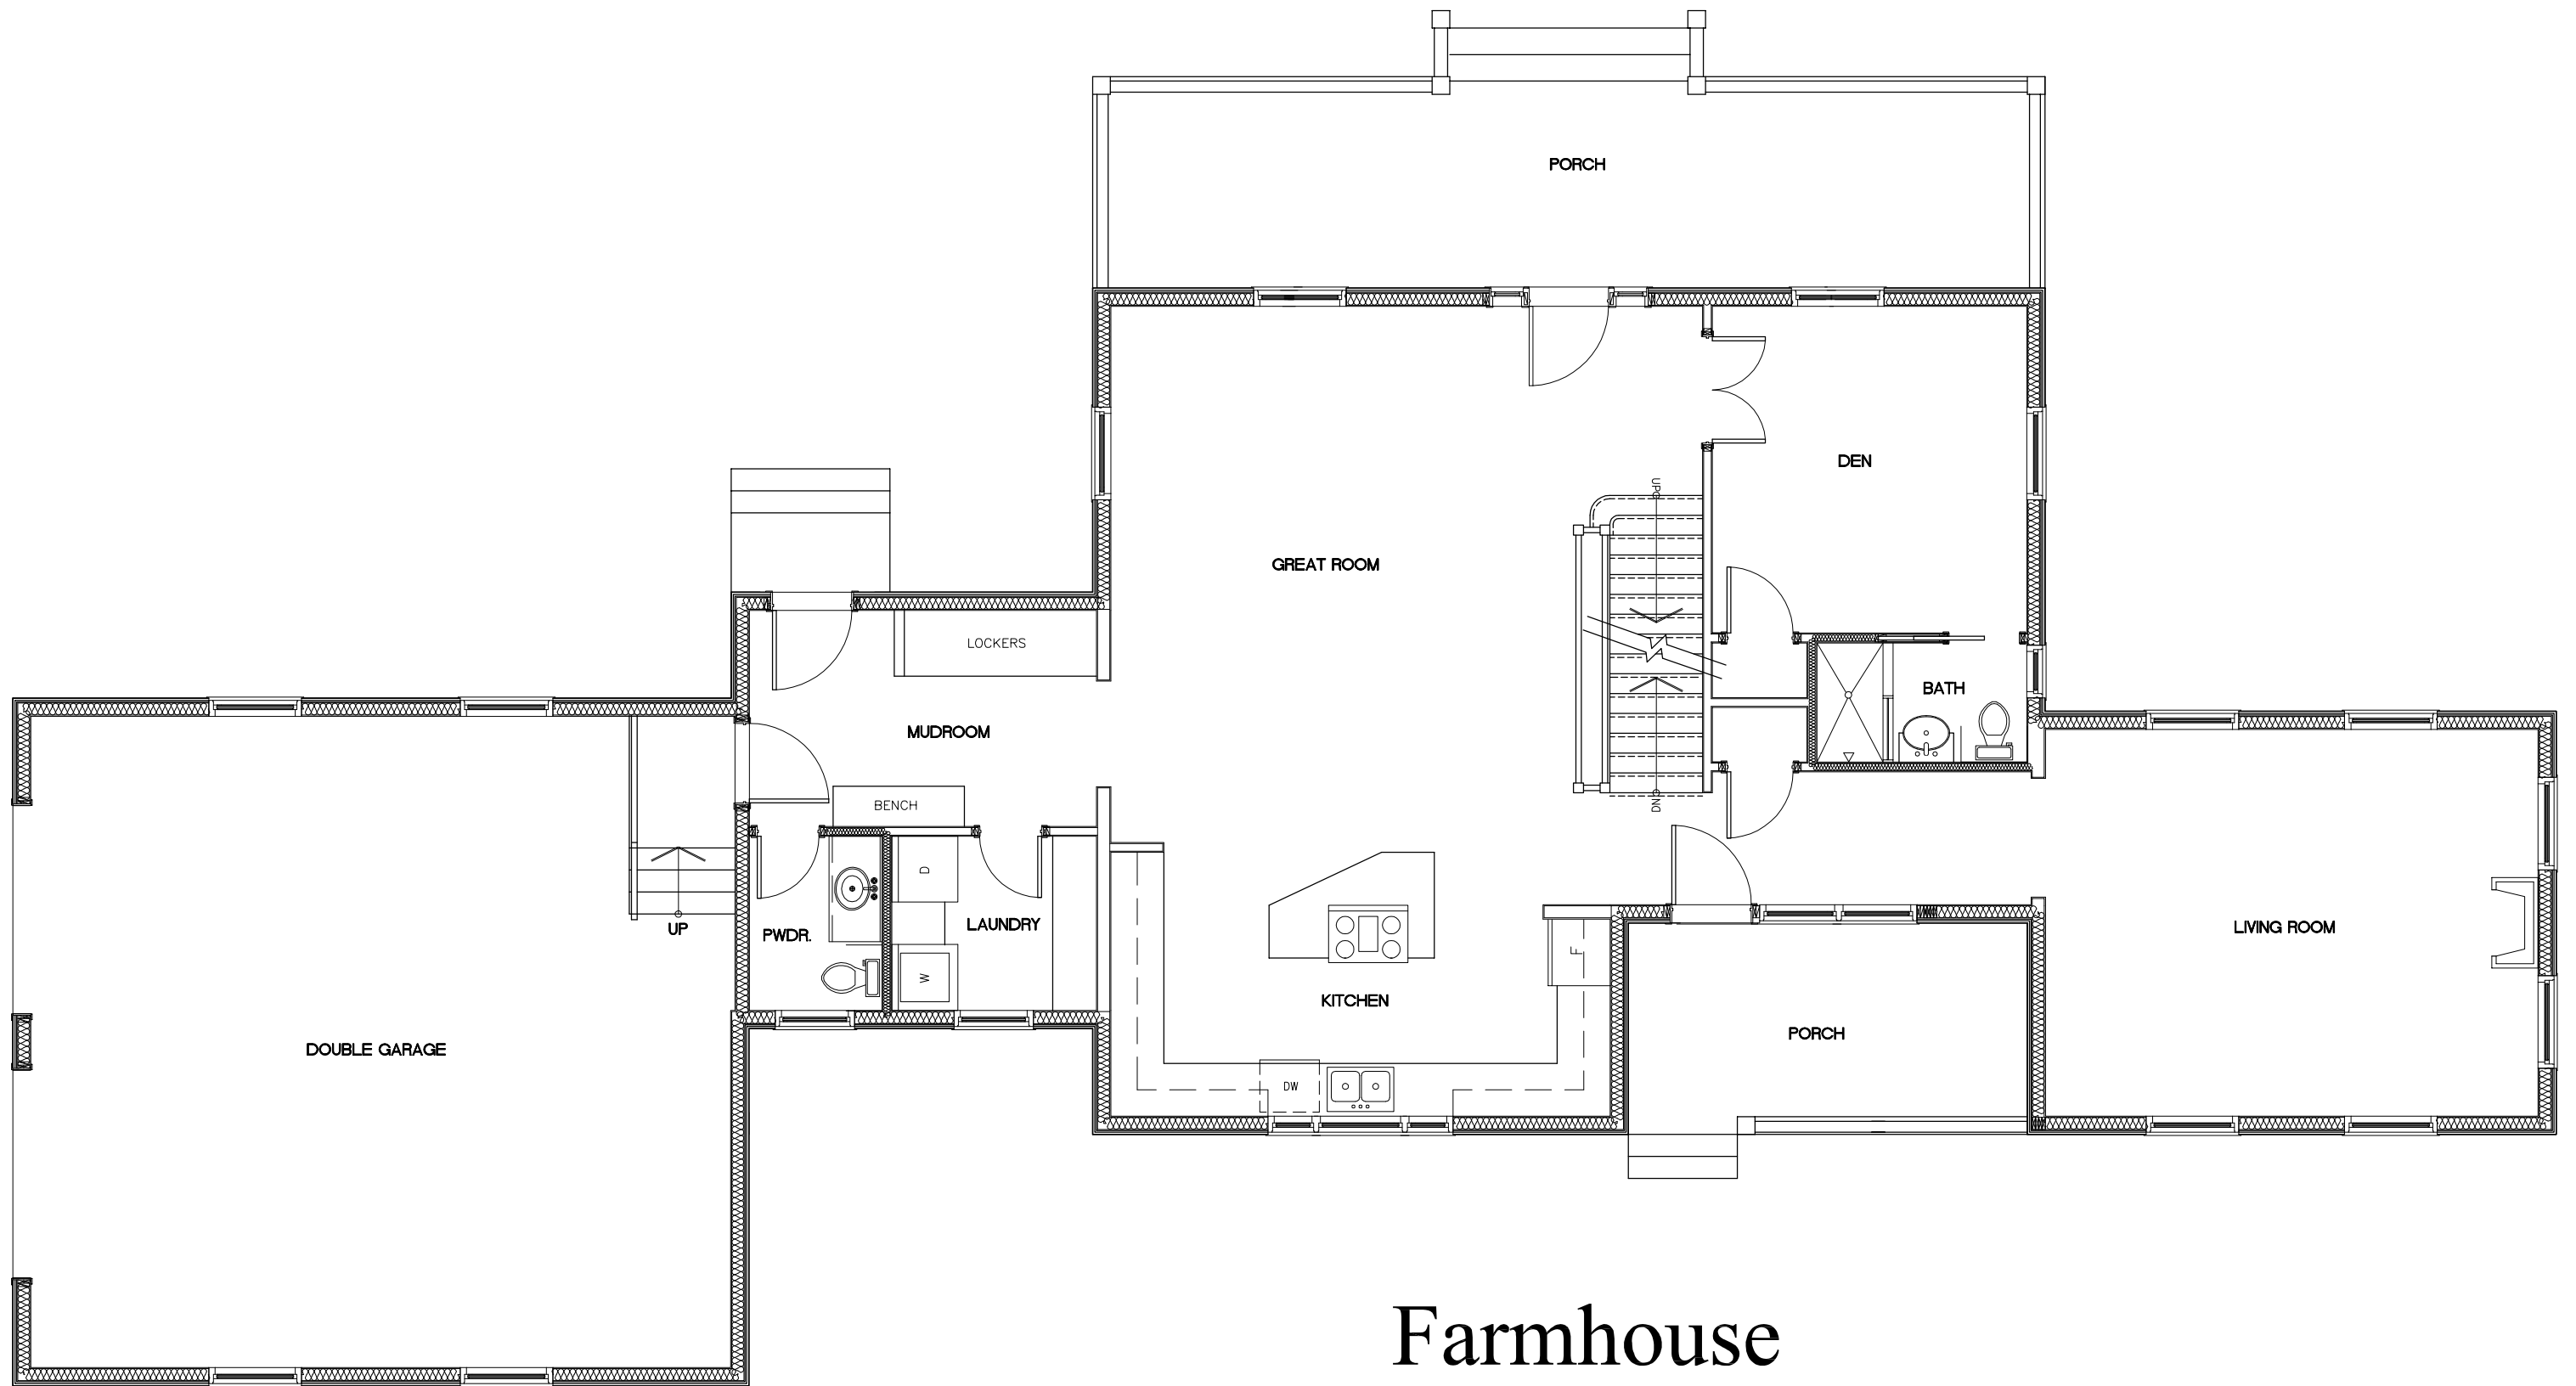 PORCH
DEN
UP
GREAT ROOM
LOCKERS
BATH
MUDROOM
BENCH
DN
D
UP
PWDR.
LAUNDRY
LIVING ROOM
F
W
KITCHEN
PORCH
DOUBLE GARAGE
DW
Farmhouse